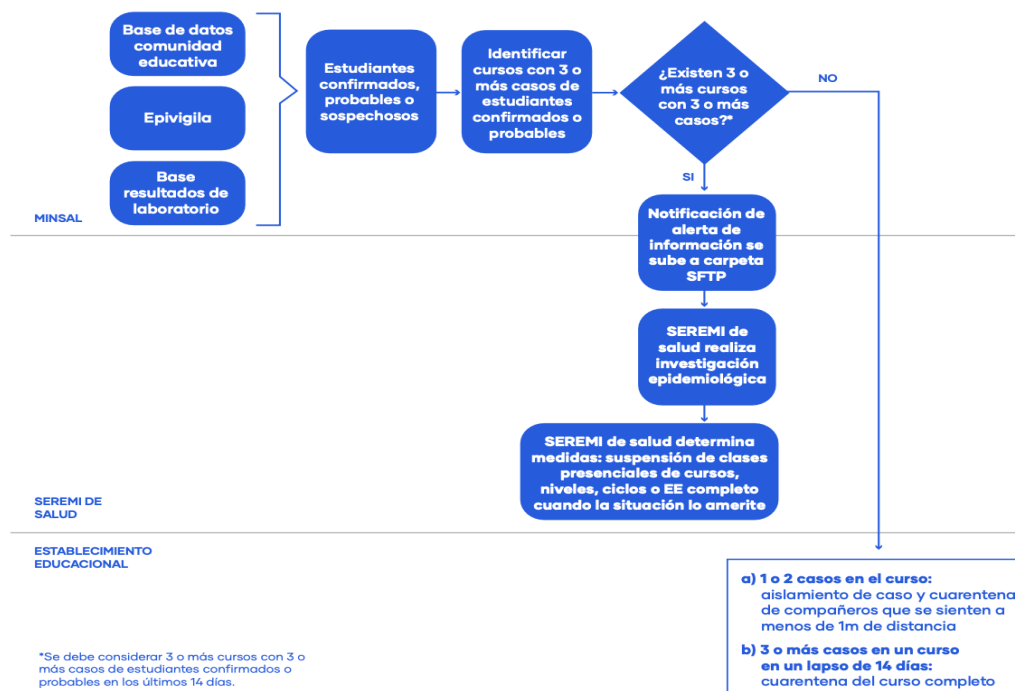 Base de datos
comunidad
educativa
Epivigila
Base
resultados de
laboratorio
MINSAL
Estudiantes
confirmados,
probables o
sospechosos
Identificar
cursos con 3 o
más casos de
estudiantes
confirmados o
probables
¿Existen 3 o
más cursos
con 3 o más
casos?*
NO
SI
Notificación de
alerta de
información se
sube a carpeta
SFTP
SEREMI de
salud realiza
investigación
epidemiológica
SEREMI de salud determina
medidas: suspensión de clases
presenciales de cursos,
niveles, ciclos o EE completo
cuando la situación lo amerite
SEREMI DE
SALUD
ESTABLECIMIENTO
EDUCACIONAL
a) 1 o 2 casos en el curso:
aislamiento de caso y cuarentena
de compañeros que se sienten a
menos de 1m de distancia
b) 3 o más casos en un curso
en un lapso de 14 días:
cuarentena del curso completo
*Se debe considerar 3 o más cursos con 3 o
más casos de estudiantes confirmados o
probables en los últimos 14 días.